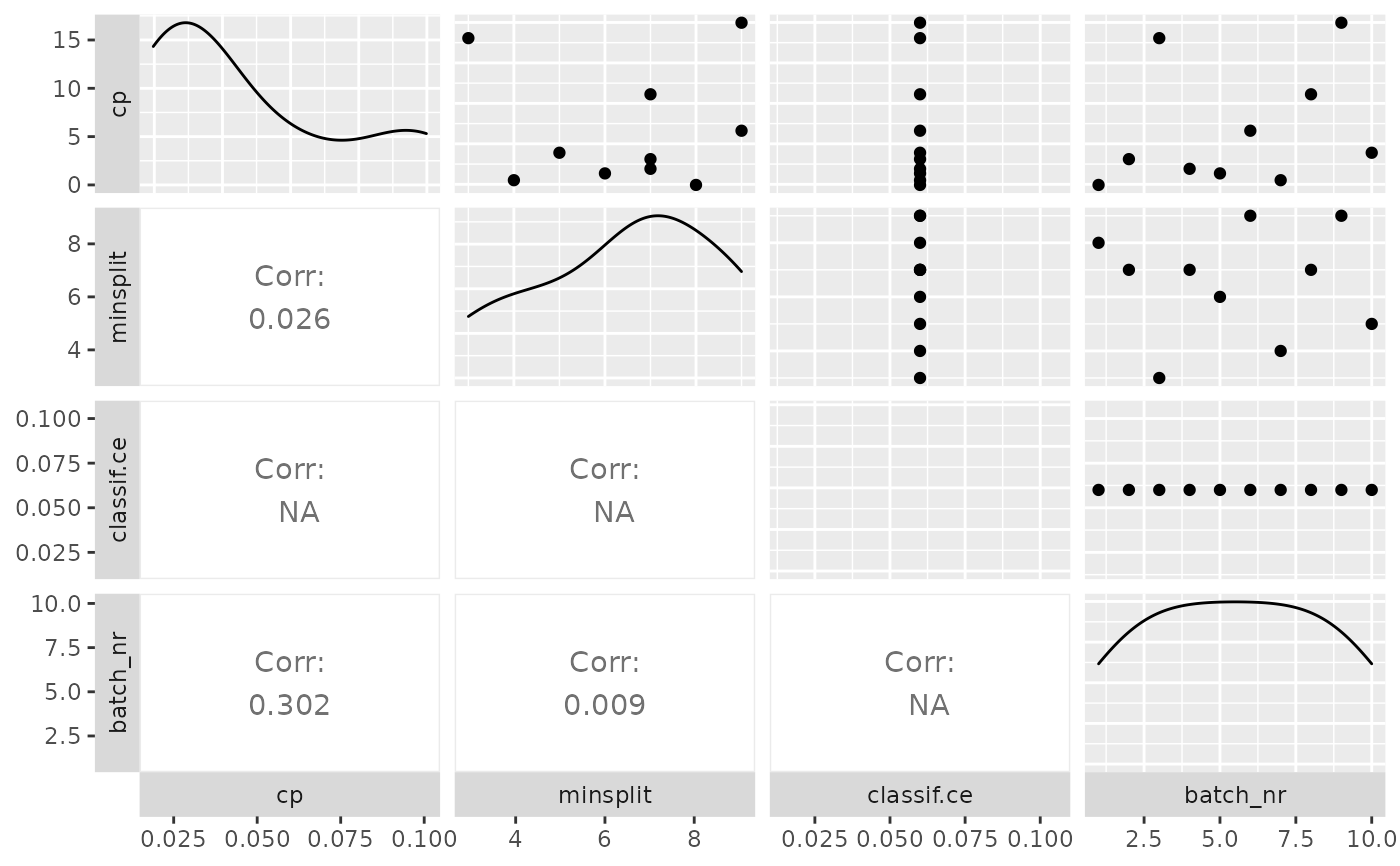 15
10
5
0
cp
8
6
4
minsplit
Corr:
0.026
0.100
0.075
0.050
0.025
classif.ce
Corr:
NA
Corr:
NA
10.0
7.5
5.0
2.5
batch_nr
Corr:
0.302
Corr:
0.009
Corr:
NA
cp minsplit classif.ce batch_nr
0.025 0.050 0.075 0.100 4 6 8 0.025 0.050 0.075 0.100 2.5 5.0 7.5 10.0